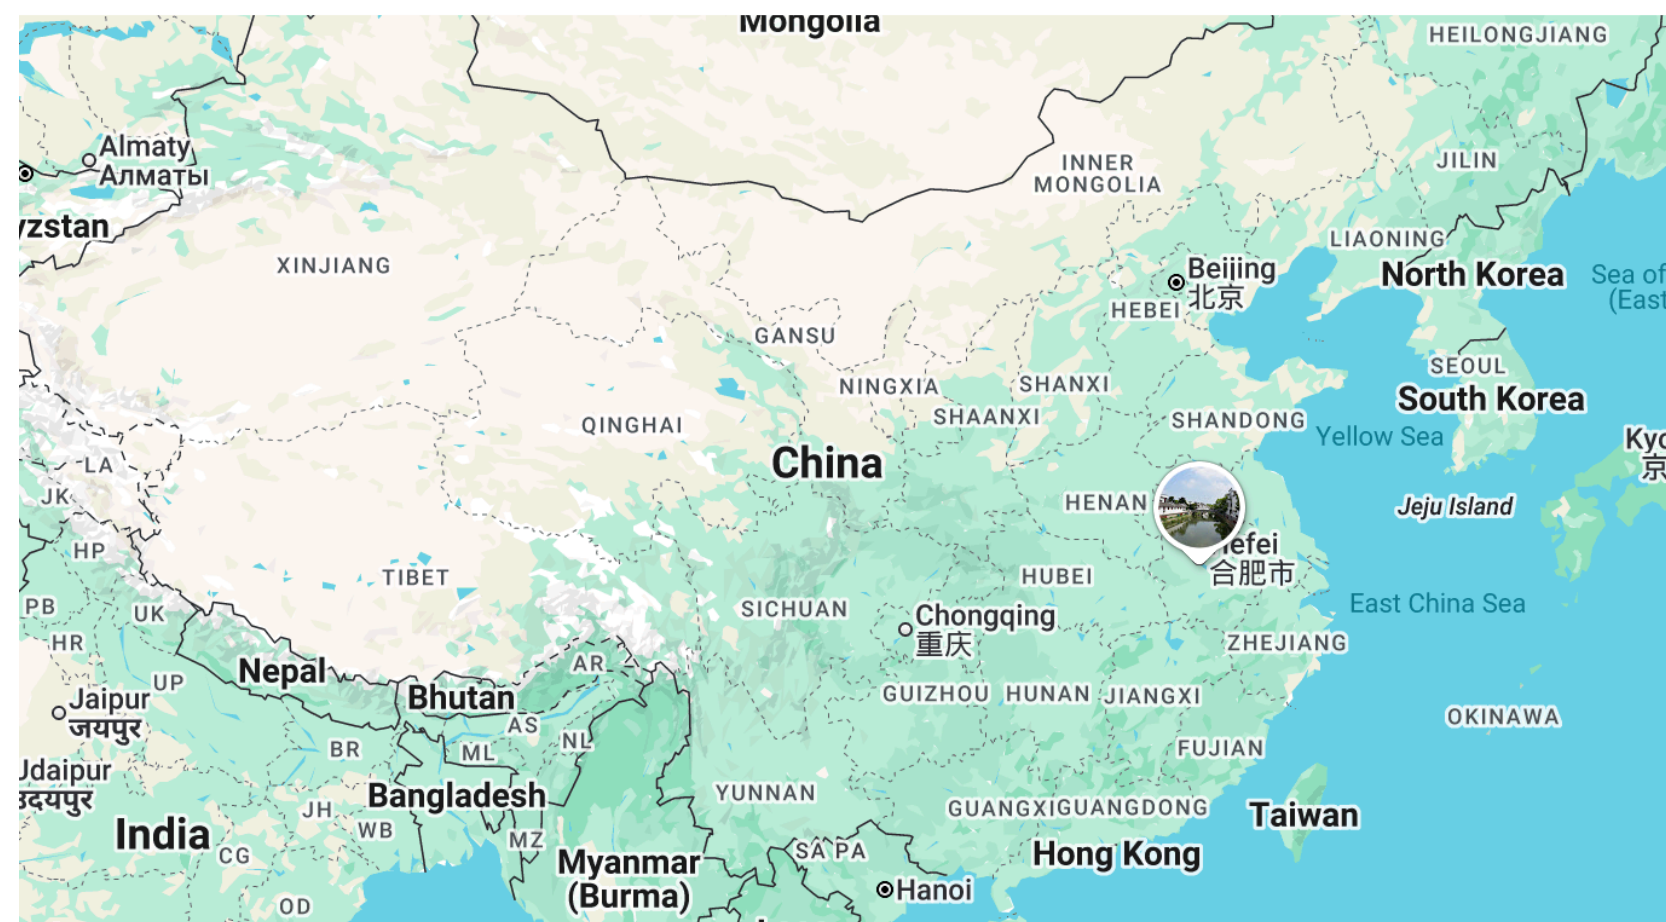 Mongolia
HEILONGJIANG
Almaty
Алматы
INNER
MONGOLIA
JILIN
yzstan
XINJIANG
LIAONING
Beijing
北京
North Korea
Sea of
(East
HEBEI
GANSU
SEOUL
NINGXIA
SHANXI
South Korea
SHAANXI
QINGHAI
SHANDONG
Yellow Sea
Kyo
京
China
LA
JK
HENAN
Jeju Island
HP
efei
合肥市
TIBET
HUBEI
PB
UK
SICHUAN
Chongqing
重庆
East China Sea
HR
ZHEJIANG
Nepal
AR
UP
Bhutan
GUIZHOU
HUNAN
JIANGXI
Jaipur
जयपुर
OKINAWA
AS
NL
BR
ML
FUJIAN
Udaipur
उदयपुर
Bangladesh
YUNNAN
JH
GUANGXI
GUANGDONG
Taiwan
India
WB
MZ
CG
SA PA
Hong Kong
Myanmar
(Burma)
Hanoi
OD